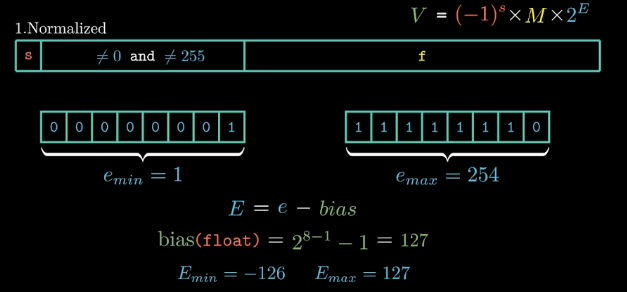 V = (-1)^s × M × 2^E
1.Normalized
s ≠ 0 and ≠ 255 f
0 0 0 0 0 0 0 1 1 1 1 1 1 1 1 0
e_min = 1 e_max = 254
E = e − bias
bias(float) = 2^{8−1} − 1 = 127
E_min = −126 E_max = 127